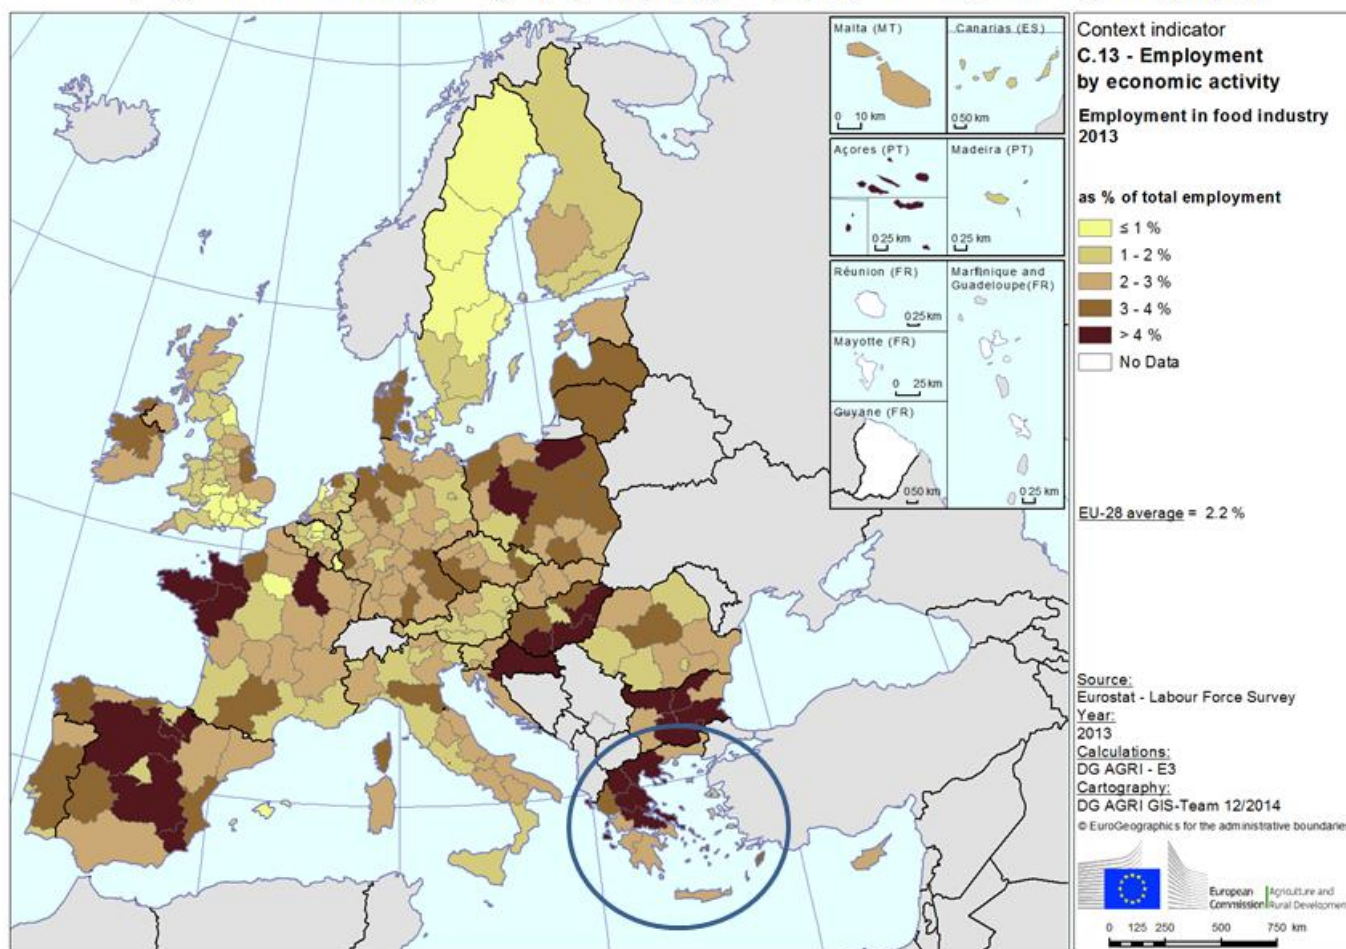 Malta (MT)
Canarias (ES)
0 10 km
0 50 km
Açores (PT)
Madeira (PT)
0 25 km
0 25 km
Réunion (FR)
Martinique and
Guadeloupe(FR)
0 25 km
Mayotte (FR)
0 25 km
Guyane (FR)
0 50 km
0 25 km
Context indicator
C.13 - Employment
by economic activity
Employment in food industry
2013
as % of total employment
≤ 1 %
1 - 2 %
2 - 3 %
3 - 4 %
> 4 %
No Data
EU-28 average = 2.2 %
Source:
Eurostat - Labour Force Survey
Year:
2013
Calculations:
DG AGRI - E3
Cartography:
DG AGRI GIS-Team 12/2014
© EuroGeographics for the administrative boundaries
European
Commission
Agriculture and
Rural Development
0 125 250 500 750 km